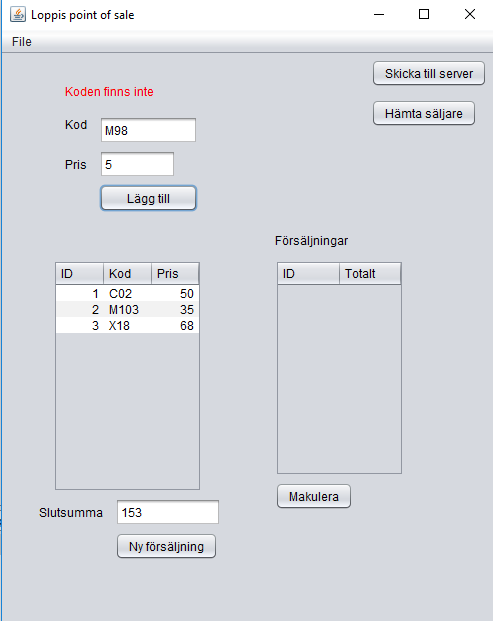 Loppis point of sale
File
Skicka till server
Koden finns inte
Hämta säljare
Kod M98
Pris 5
Lägg till
Försäljningar
ID Kod Pris
1 C02 50
2 M103 35
3 X18 68
ID Totalt
Makulera
Slutsumma 153
Ny försäljning